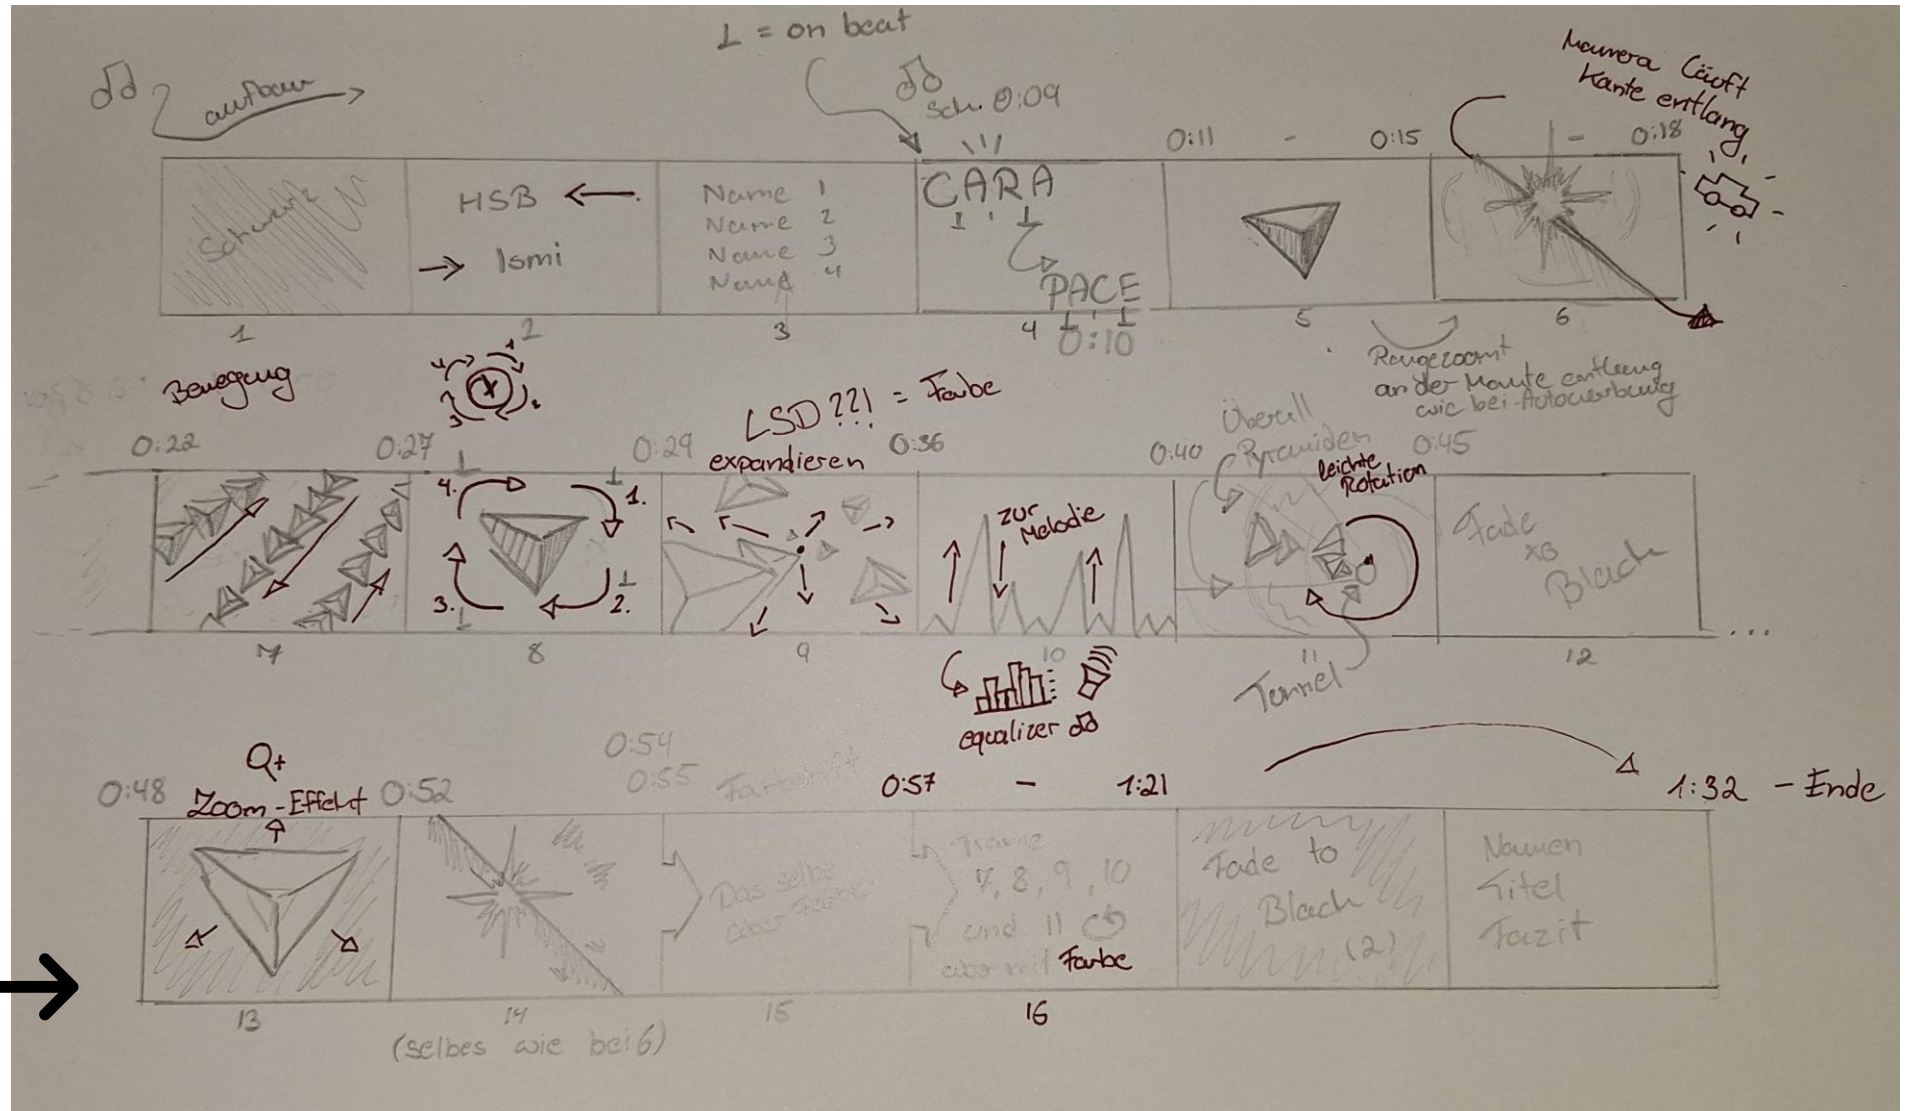 ⊥ = on beat
aufbau
Sek. 0:09
Kamera läuft
Kante entlang
0:11 - 0:15 - 0:18
Schwarz
HSB
Ismi
Name 1
Name 2
Name 3
Name 4
CARA
PACE
1
2
3
4
0:10
5
6
Rangezoomt
an der Kante entlang
wie bei Autowerbung
Bewegung
LSD??! = Farbe
expandieren
Überall
Pyramiden
leichte
Rotation
0:22
0:27
0:29
0:36
0:40
0:45
4.
1.
3.
2.
zur
Melodie
Fade
to
Black
...
7
8
9
10
11
12
equalizer
Tunnel
0:48
Q+
Zoom-Effekt
0:52
0:54
0:55
0:57 - 1:21
1:32 - Ende
Das selbe
aber Farbe
Frame
7, 8, 9, 10
und 11
aber mit Farbe
Fade to
Black
(2)
Namen
Titel
Fazit
13
14
15
16
(selbes wie bei 6)